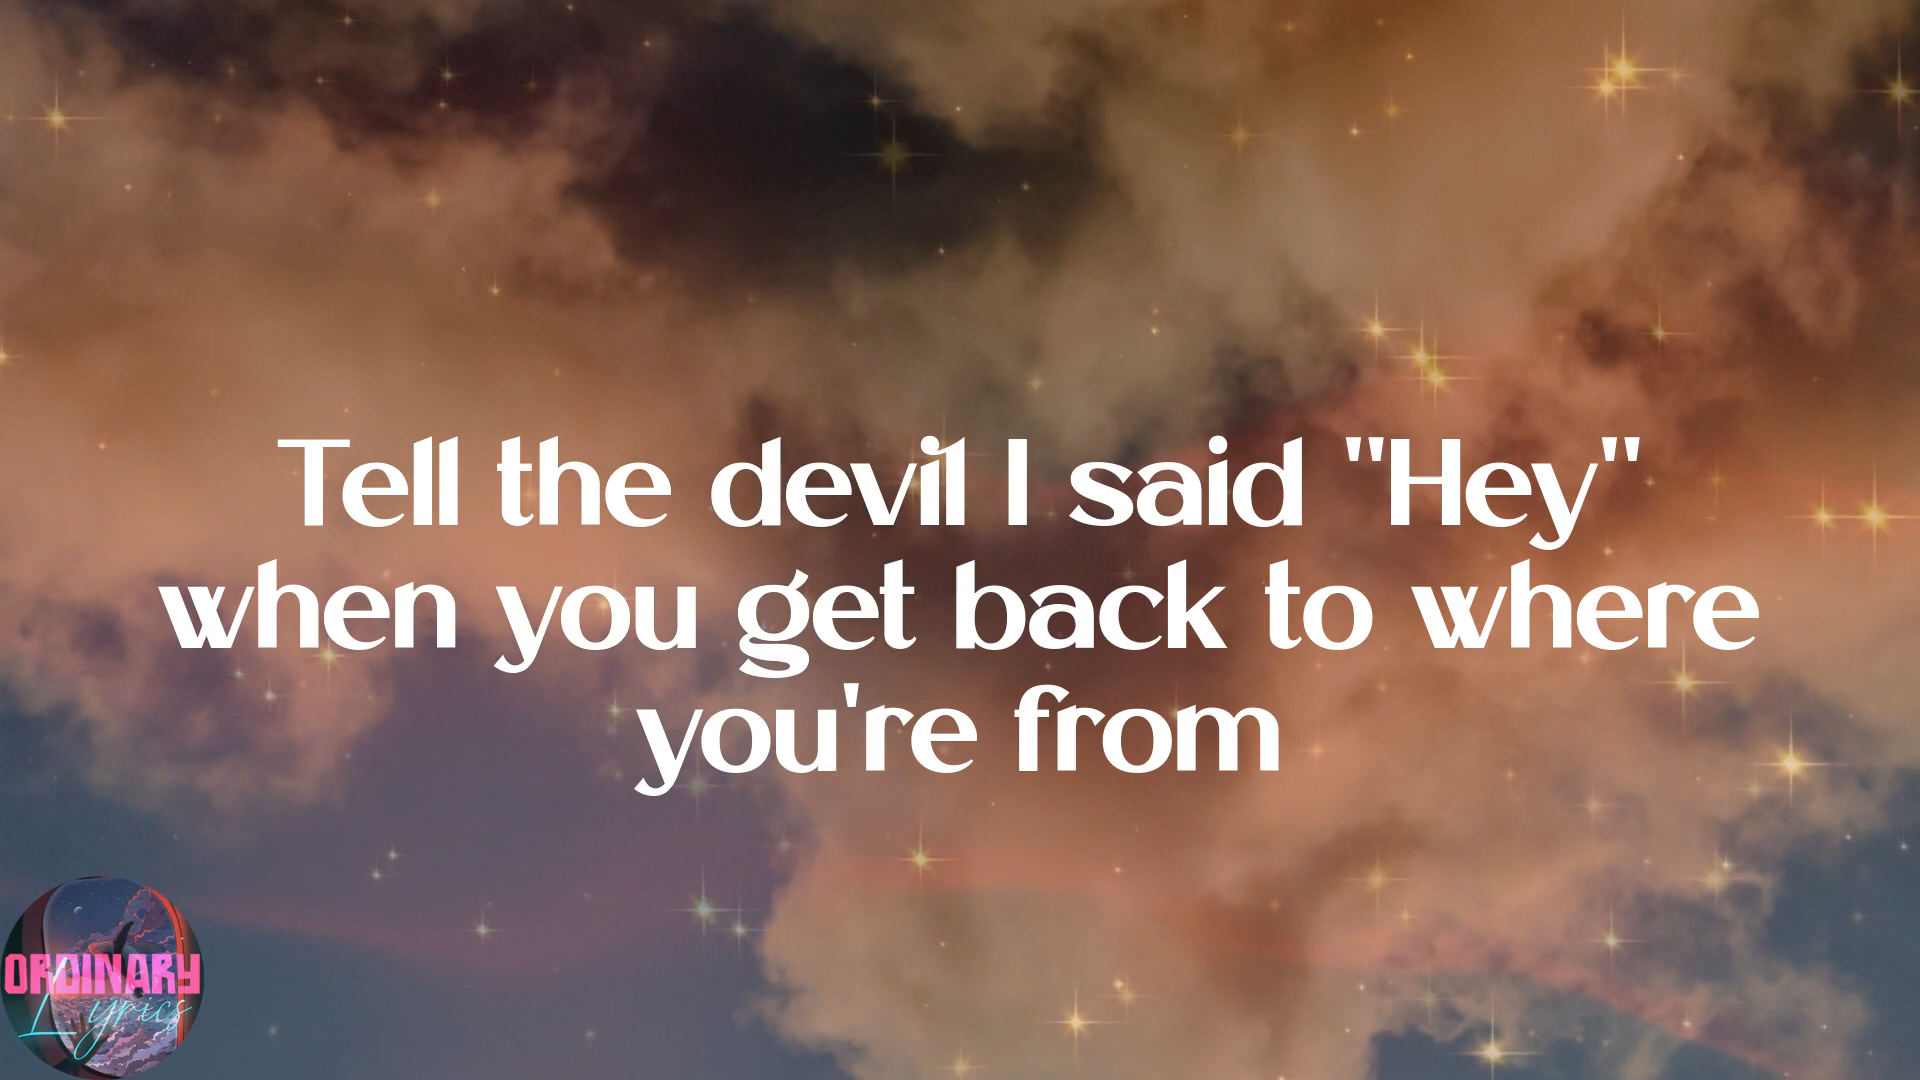 Tell the devil I said "Hey"
when you get back to where
you're from
ORDINARY
Lyrics